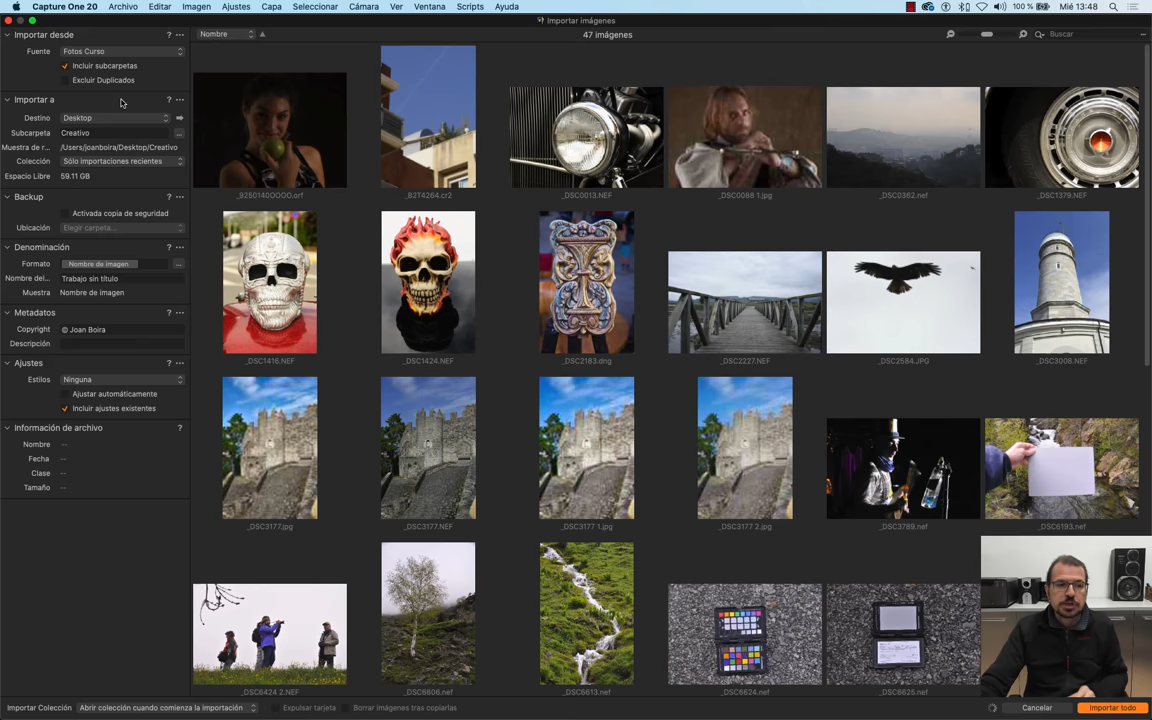 Capture One 20 Archivo Editar Imagen Ajustes Capa Seleccionar Cámara Ver Ventana Scripts Ayuda 100 % Mié 13:48
Importar imágenes
Importar desde ?
Fuente Fotos Curso
Incluir subcarpetas
Excluir Duplicados
Importar a ?
Destino Desktop
Subcarpeta Creativo ...
Muestra de r... /Users/joanboira/Desktop/Creativo
Colección Sólo importaciones recientes
Espacio Libre 59.11 GB
Backup ?
Activada copia de seguridad
Ubicación Elegir carpeta...
Denominación ?
Formato Nombre de imagen ...
Nombre del... Trabajo sin título
Muestra Nombre de imagen
Metadatos ?
Copyright © Joan Boira
Descripción
Ajustes ?
Estilos Ninguna
Ajustar automáticamente
Incluir ajustes existentes
Información de archivo ?
Nombre --
Fecha --
Clase --
Tamaño --
Nombre 47 imágenes Buscar
_9250140OOOO.orf _B2T4264.cr2 _DSC0013.NEF _DSC0088 1.jpg _DSC0362.nef _DSC1379.NEF
_DSC1416.NEF _DSC1424.NEF _DSC2183.dng _DSC2227.NEF _DSC2584.JPG _DSC3008.NEF
_DSC3177.jpg _DSC3177.NEF _DSC3177 1.jpg _DSC3177 2.jpg _DSC3789.nef _DSC6193.nef
_DSC6424 2.NEF _DSC6606.nef _DSC6613.nef _DSC6624.nef _DSC6625.nef
Importar Colección Abrir colección cuando comienza la importación Expulsar tarjeta Borrar imágenes tras copiarlas Cancelar Importar todo